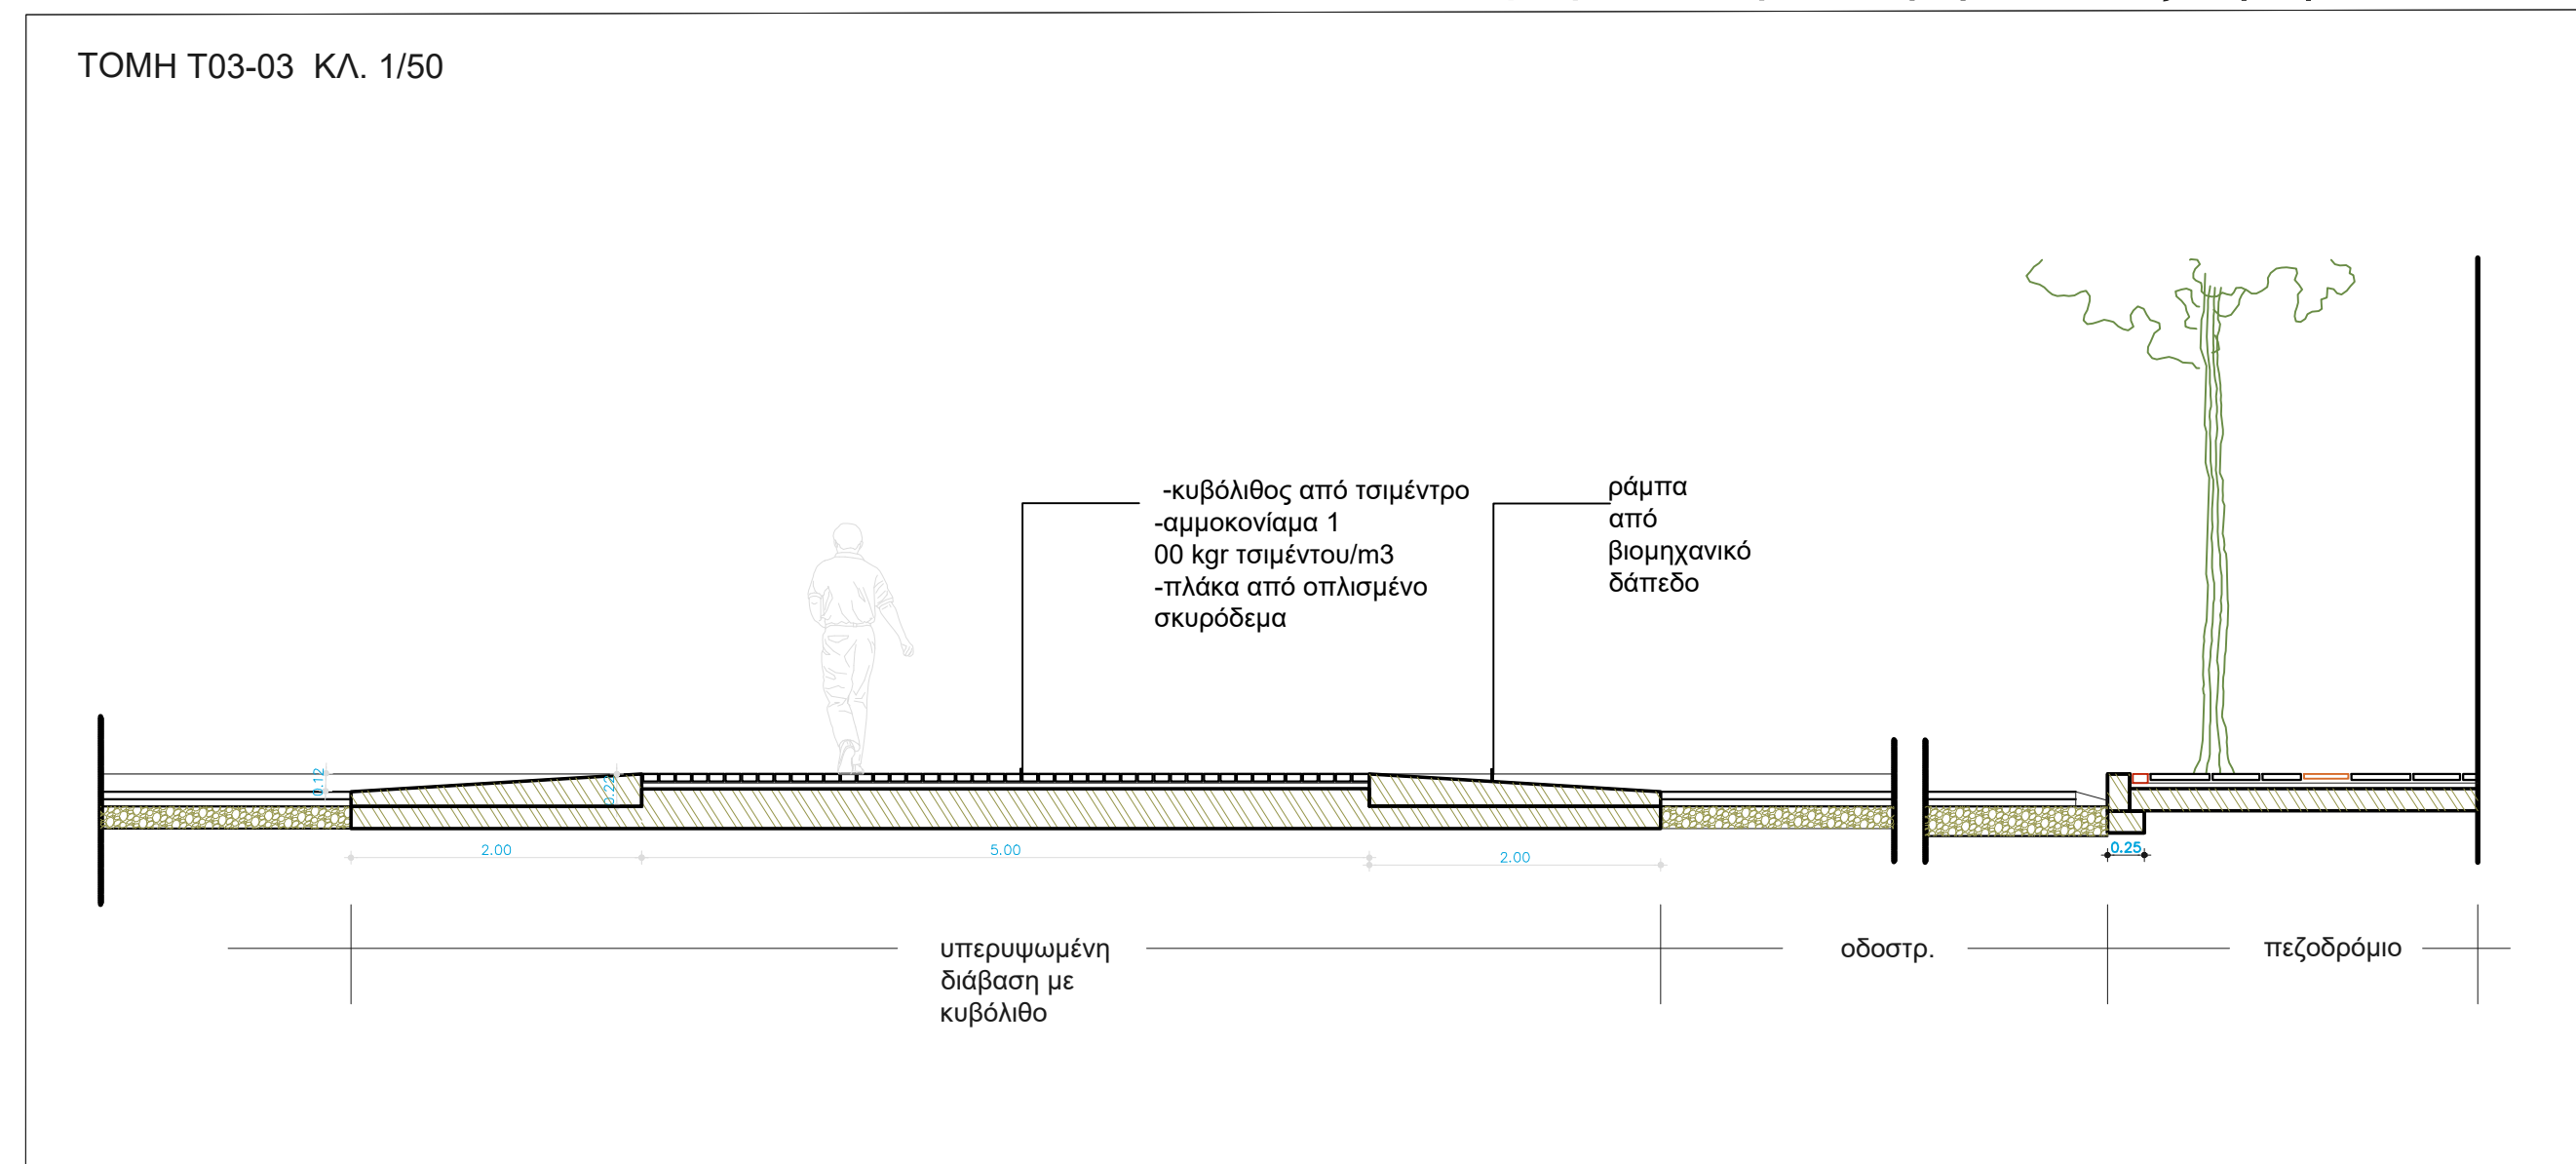 ΤΟΜΗ Τ03-03 ΚΛ. 1/50
-κυβόλιθος από τσιμέντρο
-αμμοκονίαμα 1
00 kgr τσιμέντου/m3
-πλάκα από οπλισμένο
σκυρόδεμα
ράμπα
από
βιομηχανικό
δάπεδο
0.12
0.22
2.00
5.00
2.00
0.25
υπερυψωμένη
διάβαση με
κυβόλιθο
οδοστρ.
πεζοδρόμιο